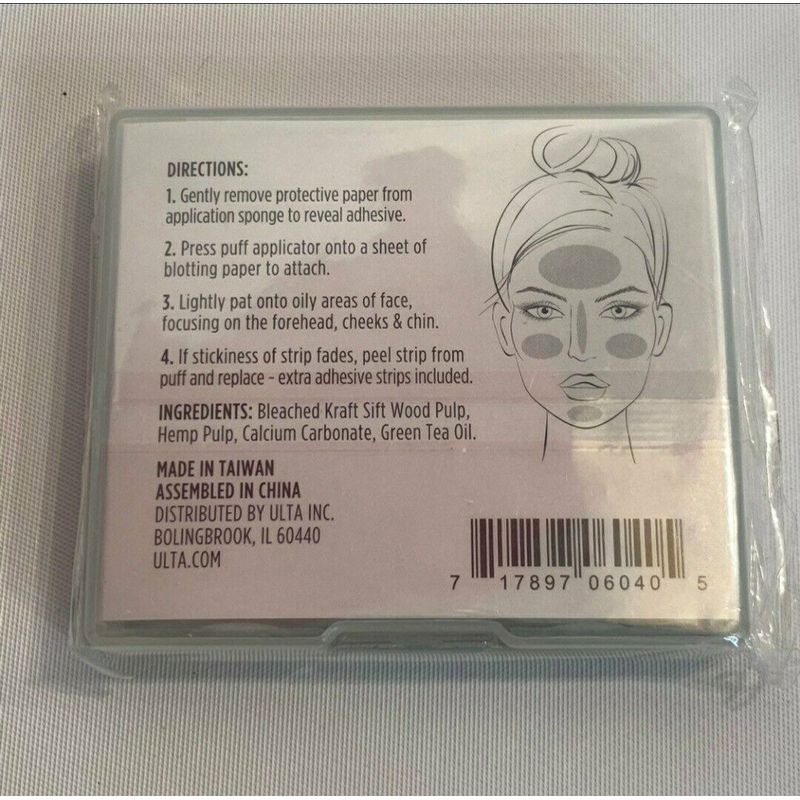 DIRECTIONS:
1. Gently remove protective paper from
application sponge to reveal adhesive.
2. Press puff applicator onto a sheet of
blotting paper to attach.
3. Lightly pat onto oily areas of face,
focusing on the forehead, cheeks & chin.
4. If stickiness of strip fades, peel strip from
puff and replace - extra adhesive strips included.
INGREDIENTS: Bleached Kraft Sift Wood Pulp,
Hemp Pulp, Calcium Carbonate, Green Tea Oil.
MADE IN TAIWAN
ASSEMBLED IN CHINA
DISTRIBUTED BY ULTA INC.
BOLINGBROOK, IL 60440
ULTA.COM
7 17897 06040 5